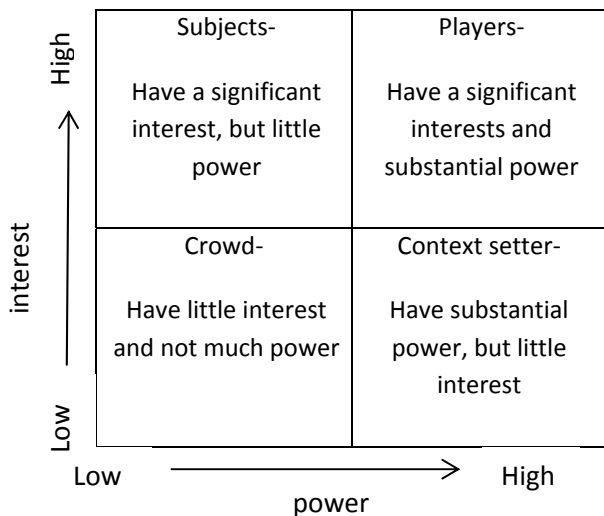 High
interest
Low
Subjects-
Have a significant
interest, but little
power
Players-
Have a significant
interests and
substantial power
Crowd-
Have little interest
and not much power
Context setter-
Have substantial
power, but little
interest
Low
High
power